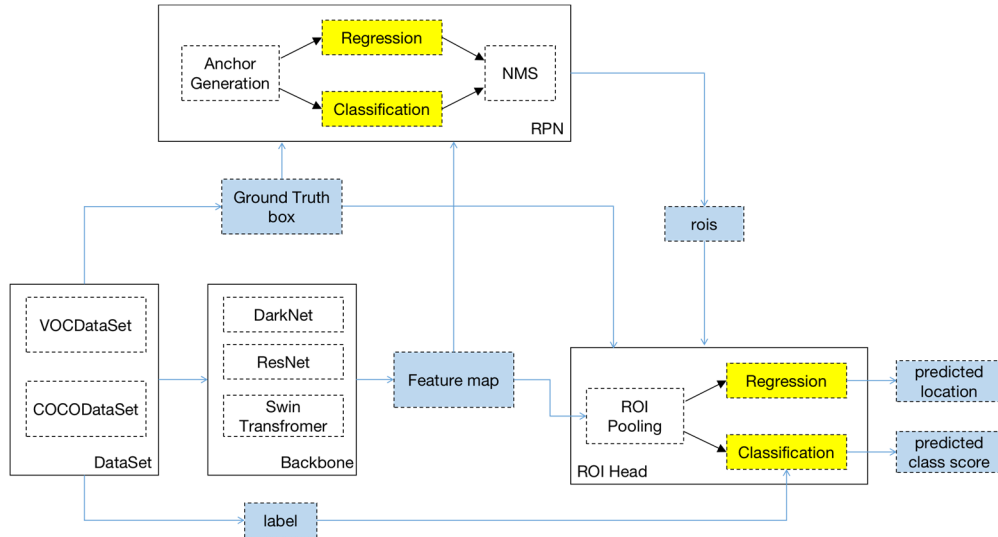 Regression
Anchor
Generation
NMS
Classification
RPN
Ground Truth
box
rois
VOCDataSet
COCODataSet
DataSet
DarkNet
ResNet
Swin
Transfromer
Backbone
Feature map
ROI
Pooling
Regression
Classification
ROI Head
predicted
location
predicted
class score
label